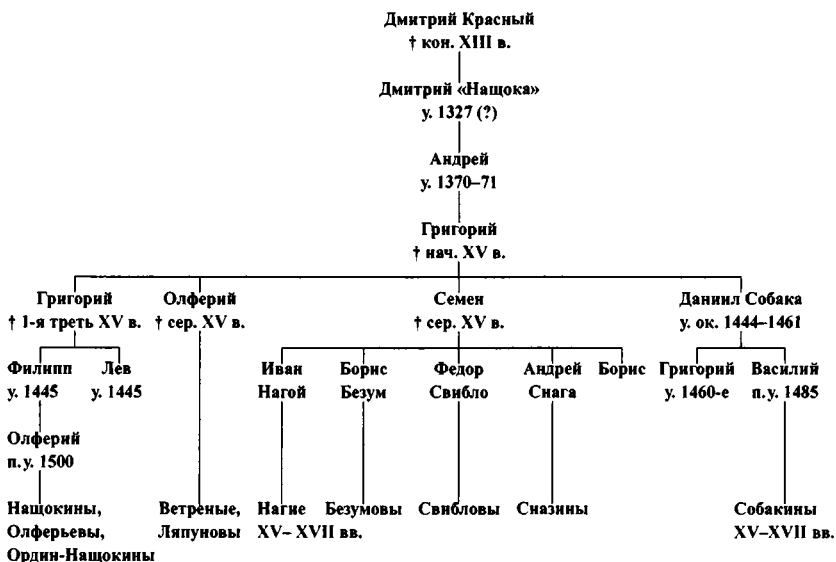 Дмитрий Красный
† кон. XIII в.
Дмитрий «Нащока»
у. 1327 (?)
Андрей
у. 1370–71
Григорий
† нач. XV в.
Григорий
† 1-я треть XV в.
Олферий
† сер. XV в.
Семен
† сер. XV в.
Даниил Собака
у. ок. 1444–1461
Филипп
у. 1445
Лев
у. 1445
Иван
Нагой
Борис
Безум
Федор
Свибло
Андрей
Снага
Борис
Григорий
у. 1460-е
Василий
п.у. 1485
Олферий
п.у. 1500
Нащокины,
Олферьевы,
Ордин-Нащокины
Ветреные,
Ляпуновы
Нагие
XV– XVII вв.
Безумовы
Свибловы
Сназины
Собакины
XV–XVII вв.